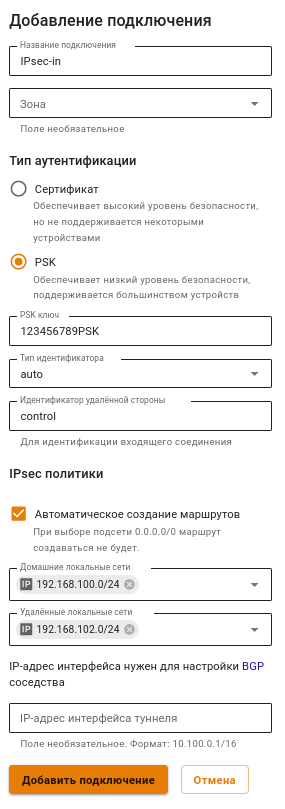 Добавление подключения
Название подключения
IPsec-in
Зона
Поле необязательное
Тип аутентификации
Сертификат
Обеспечивает высокий уровень безопасности,
но не поддерживается некоторыми
устройствами
PSK
Обеспечивает низкий уровень безопасности,
поддерживается большинством устройств
PSK ключ
123456789PSK
Тип идентификатора
auto
Идентификатор удалённой стороны
control
Для идентификации входящего соединения
IPsec политики
Автоматическое создание маршрутов
При выборе подсети 0.0.0.0/0 маршрут
создаваться не будет.
Домашние локальные сети
IP 192.168.100.0/24
Удалённые локальные сети
IP 192.168.102.0/24
IP-адрес интерфейса нужен для настройки BGP
соседства
IP-адрес интерфейса туннеля
Поле необязательное. Формат: 10.100.0.1/16
Добавить подключение
Отмена